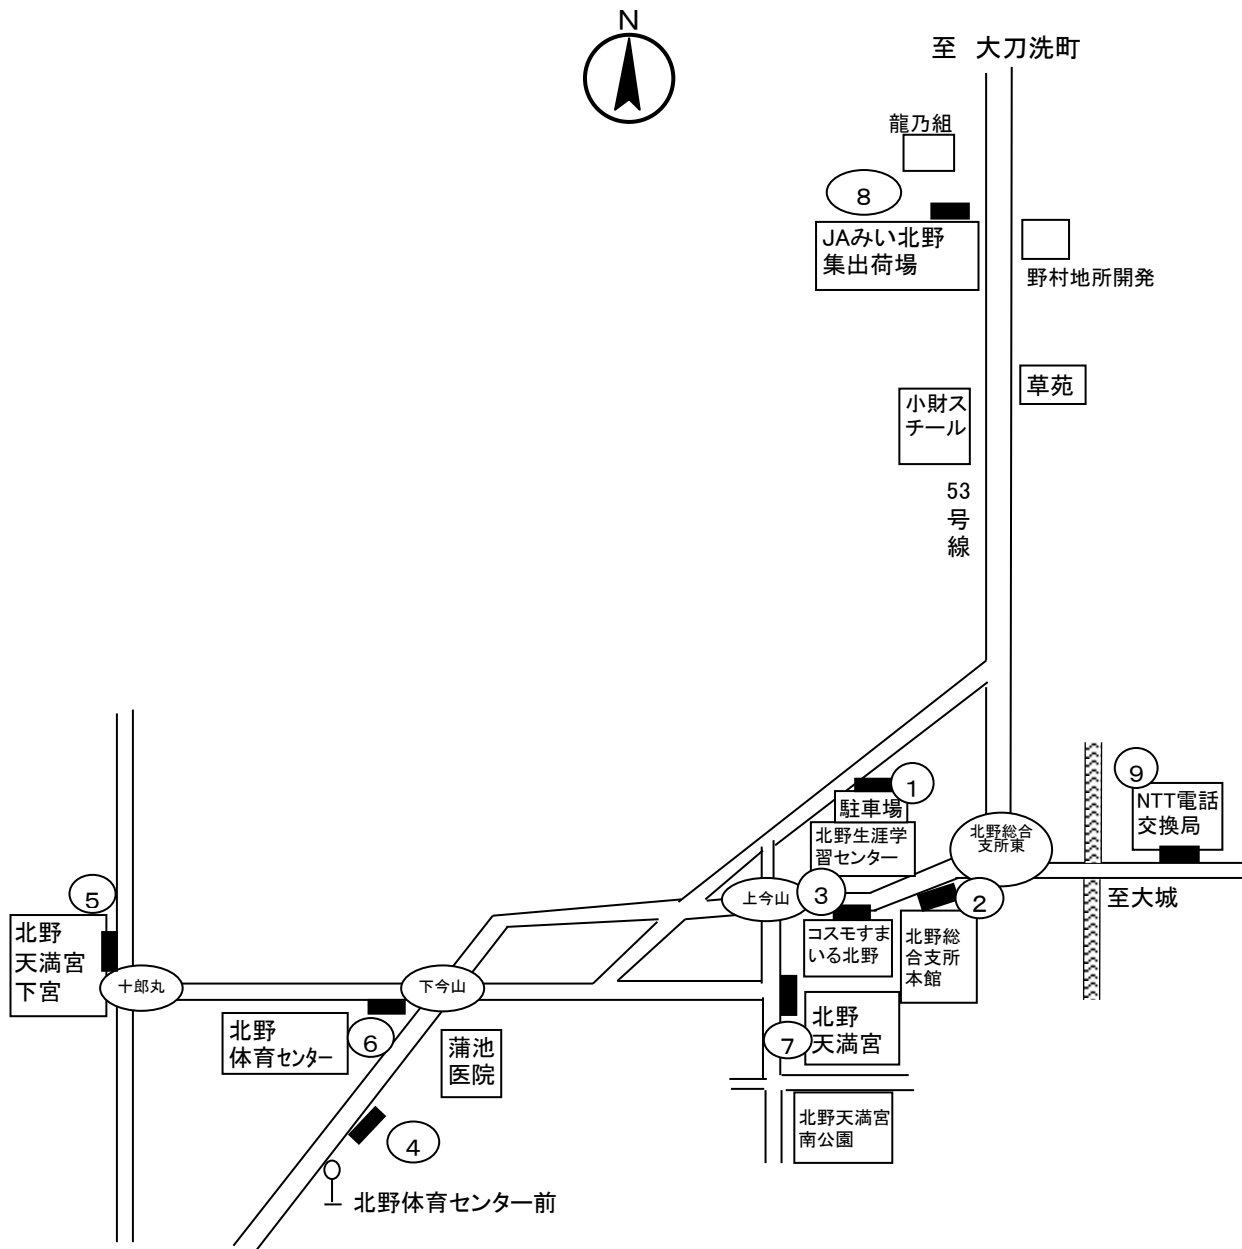 N
至 大刀洗町
龍乃組
8
JAみい北野
集出荷場
野村地所開発
草苑
小財ス
チール
53
号
線
1
駐車場
北野生涯学
習センター
北野総合
支所東
9
NTT電話
交換局
至大城
上今山
3
2
コスモすま
いる北野
北野総
合支所
本館
5
北野
天満宮
下宮
十郎丸
下今山
6
北野
体育センター
蒲池
医院
7
北野
天満宮
北野天満宮
南公園
4
北野体育センター前